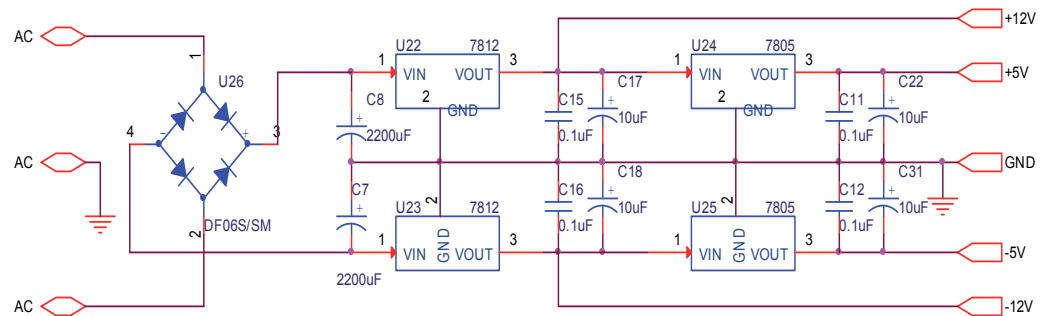 +12V
AC
1
U22
7812
U24
7805
1
VIN
VOUT
3
C17
1
VIN
VOUT
3
C22
+5V
U26
C8
+
2
GND
C15
+
10uF
2
GND
C11
+
10uF
4
-
+
3
2200uF
0.1uF
0.1uF
AC
GND
C7
+
2
C16
C18
+
2
C12
C31
+
DF06S/SM
U23
7812
0.1uF
10uF
U25
7805
0.1uF
10uF
2
1
VIN
GND
VOUT
3
1
VIN
GND
VOUT
3
-5V
2200uF
AC
-12V